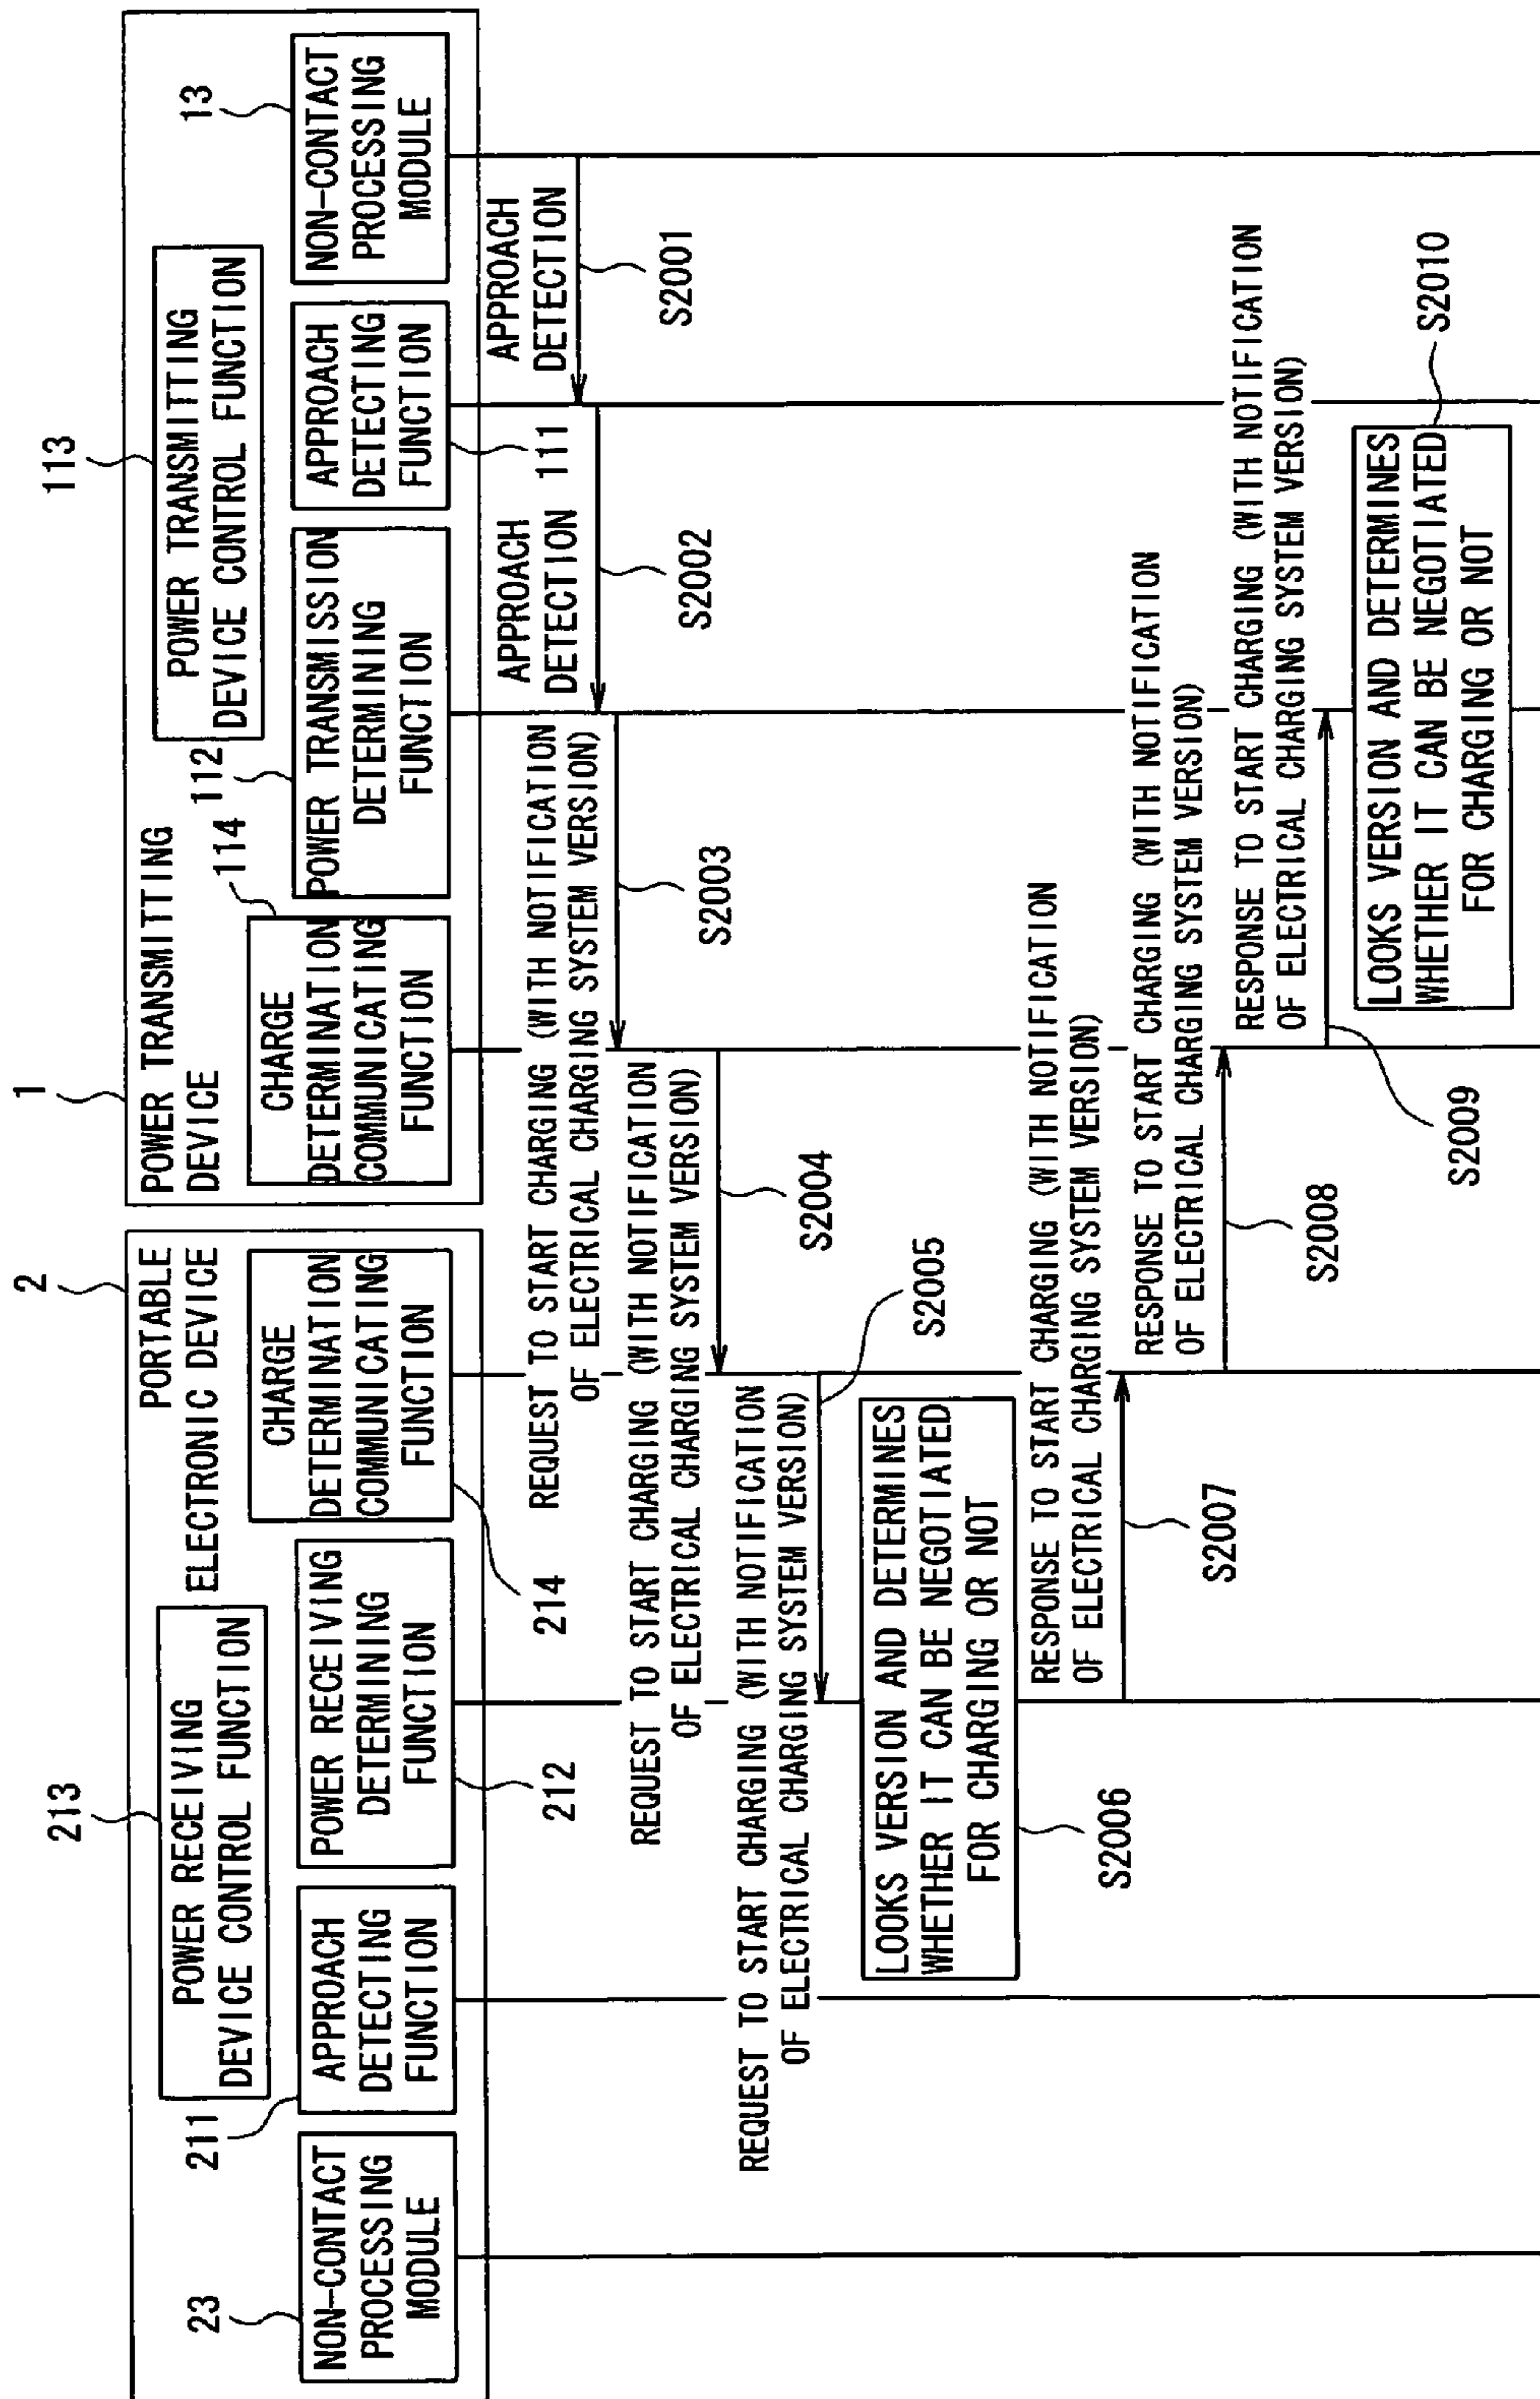 2
PORTABLE
ELECTRONIC DEVICE
213
POWER RECEIVING
DEVICE CONTROL FUNCTION
23
NON-CONTACT
PROCESSING
MODULE
211
APPROACH
DETECTING
FUNCTION
POWER RECEIVING
DETERMINING
FUNCTION
212
CHARGE
DETERMINATION
COMMUNICATING
FUNCTION
214
1
POWER TRANSMITTING
DEVICE
113
POWER TRANSMITTING
DEVICE CONTROL FUNCTION
114
CHARGE
DETERMINATION
COMMUNICATING
FUNCTION
112
POWER TRANSMISSION
DETERMINING
FUNCTION
APPROACH
DETECTING
FUNCTION
111
13
NON-CONTACT
PROCESSING
MODULE
APPROACH
DETECTION
S2001
APPROACH
DETECTION
S2002
REQUEST TO START CHARGING (WITH NOTIFICATION
OF ELECTRICAL CHARGING SYSTEM VERSION)
S2003
REQUEST TO START CHARGING (WITH NOTIFICATION
OF ELECTRICAL CHARGING SYSTEM VERSION)
S2004
REQUEST TO START CHARGING (WITH NOTIFICATION
OF ELECTRICAL CHARGING SYSTEM VERSION)
S2005
LOOKS VERSION AND DETERMINES
WHETHER IT CAN BE NEGOTIATED
FOR CHARGING OR NOT
S2006
RESPONSE TO START CHARGING (WITH NOTIFICATION
OF ELECTRICAL CHARGING SYSTEM VERSION)
S2007
RESPONSE TO START CHARGING (WITH NOTIFICATION
OF ELECTRICAL CHARGING SYSTEM VERSION)
S2008
RESPONSE TO START CHARGING (WITH NOTIFICATION
OF ELECTRICAL CHARGING SYSTEM VERSION)
S2009
LOOKS VERSION AND DETERMINES
WHETHER IT CAN BE NEGOTIATED
FOR CHARGING OR NOT
S2010